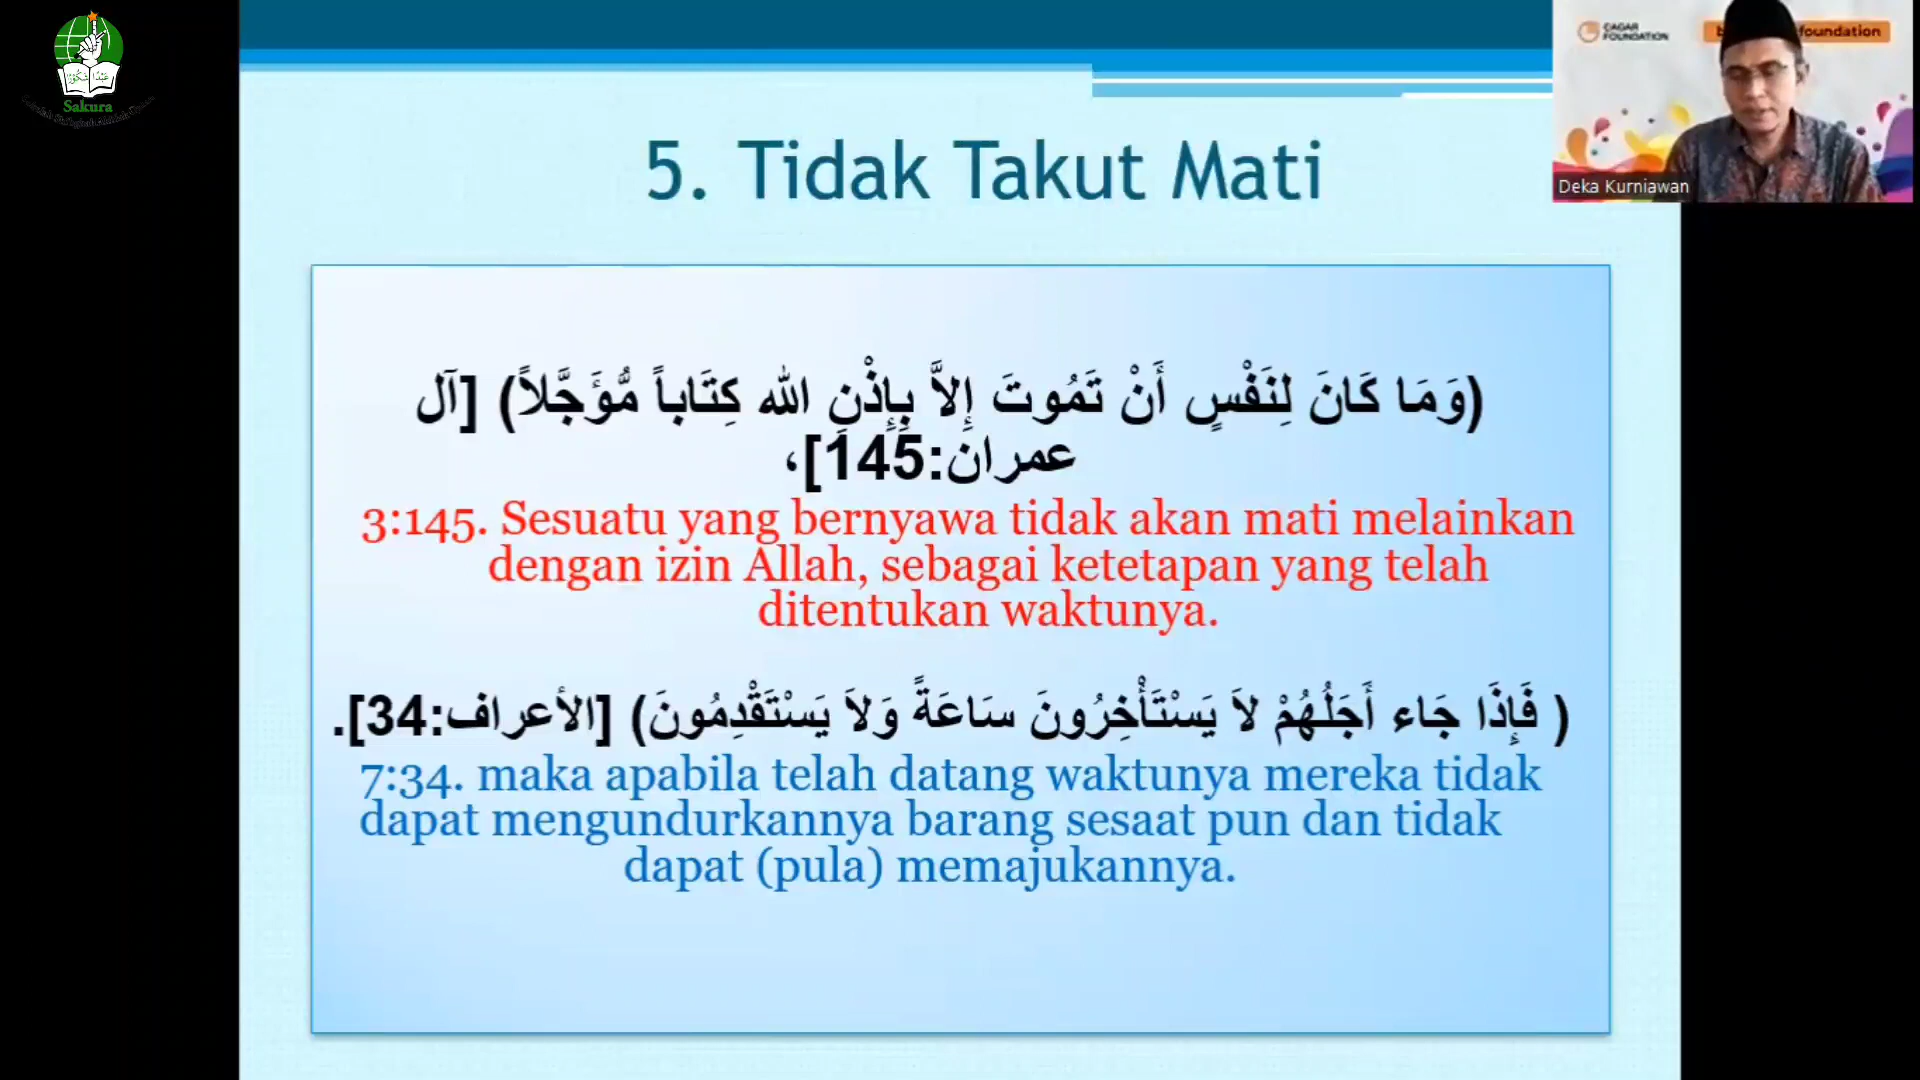 عبدا شكورا
Sakura
CAGAR
FOUNDATION
foundation
Deka Kurniawan
5. Tidak Takut Mati
(وَمَا كَانَ لِنَفْسٍ أَنْ تَمُوتَ إِلاَّ بِإِذْنِ الله كِتَاباً مُّؤَجَّلاً) [آل
عمران:145]،
3:145. Sesuatu yang bernyawa tidak akan mati melainkan
dengan izin Allah, sebagai ketetapan yang telah
ditentukan waktunya.
( فَإِذَا جَاء أَجَلُهُمْ لاَ يَسْتَأْخِرُونَ سَاعَةً وَلاَ يَسْتَقْدِمُونَ) [الأعراف:34].
7:34. maka apabila telah datang waktunya mereka tidak
dapat mengundurkannya barang sesaat pun dan tidak
dapat (pula) memajukannya.